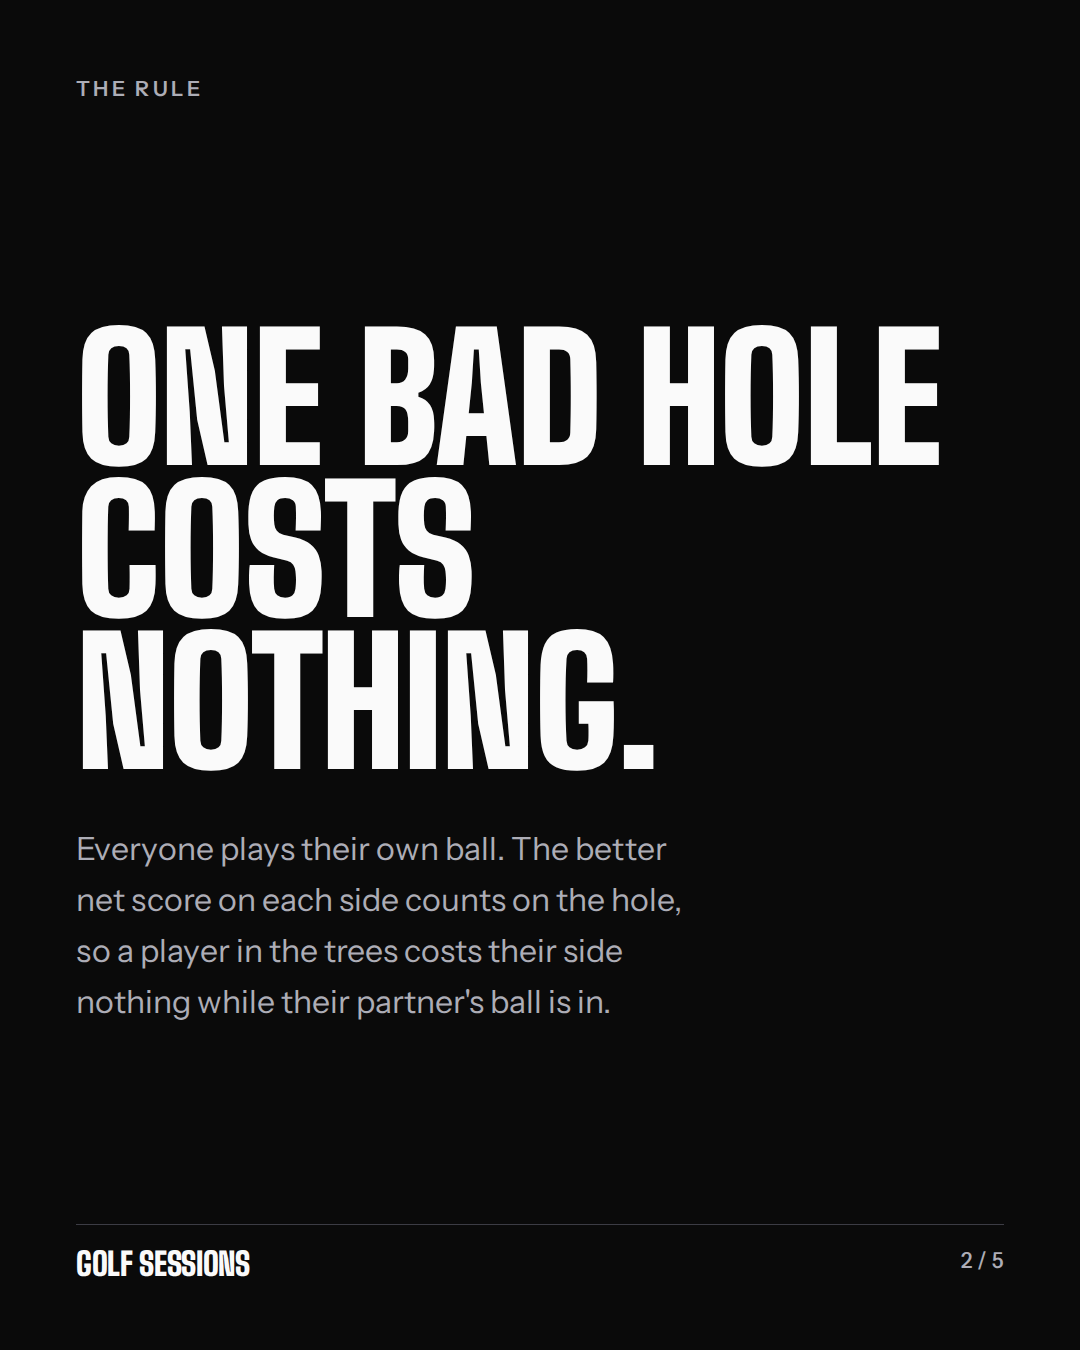 THE RULE
ONE BAD HOLE
COSTS
NOTHING.
Everyone plays their own ball. The better
net score on each side counts on the hole,
so a player in the trees costs their side
nothing while their partner's ball is in.
GOLF SESSIONS
2 / 5